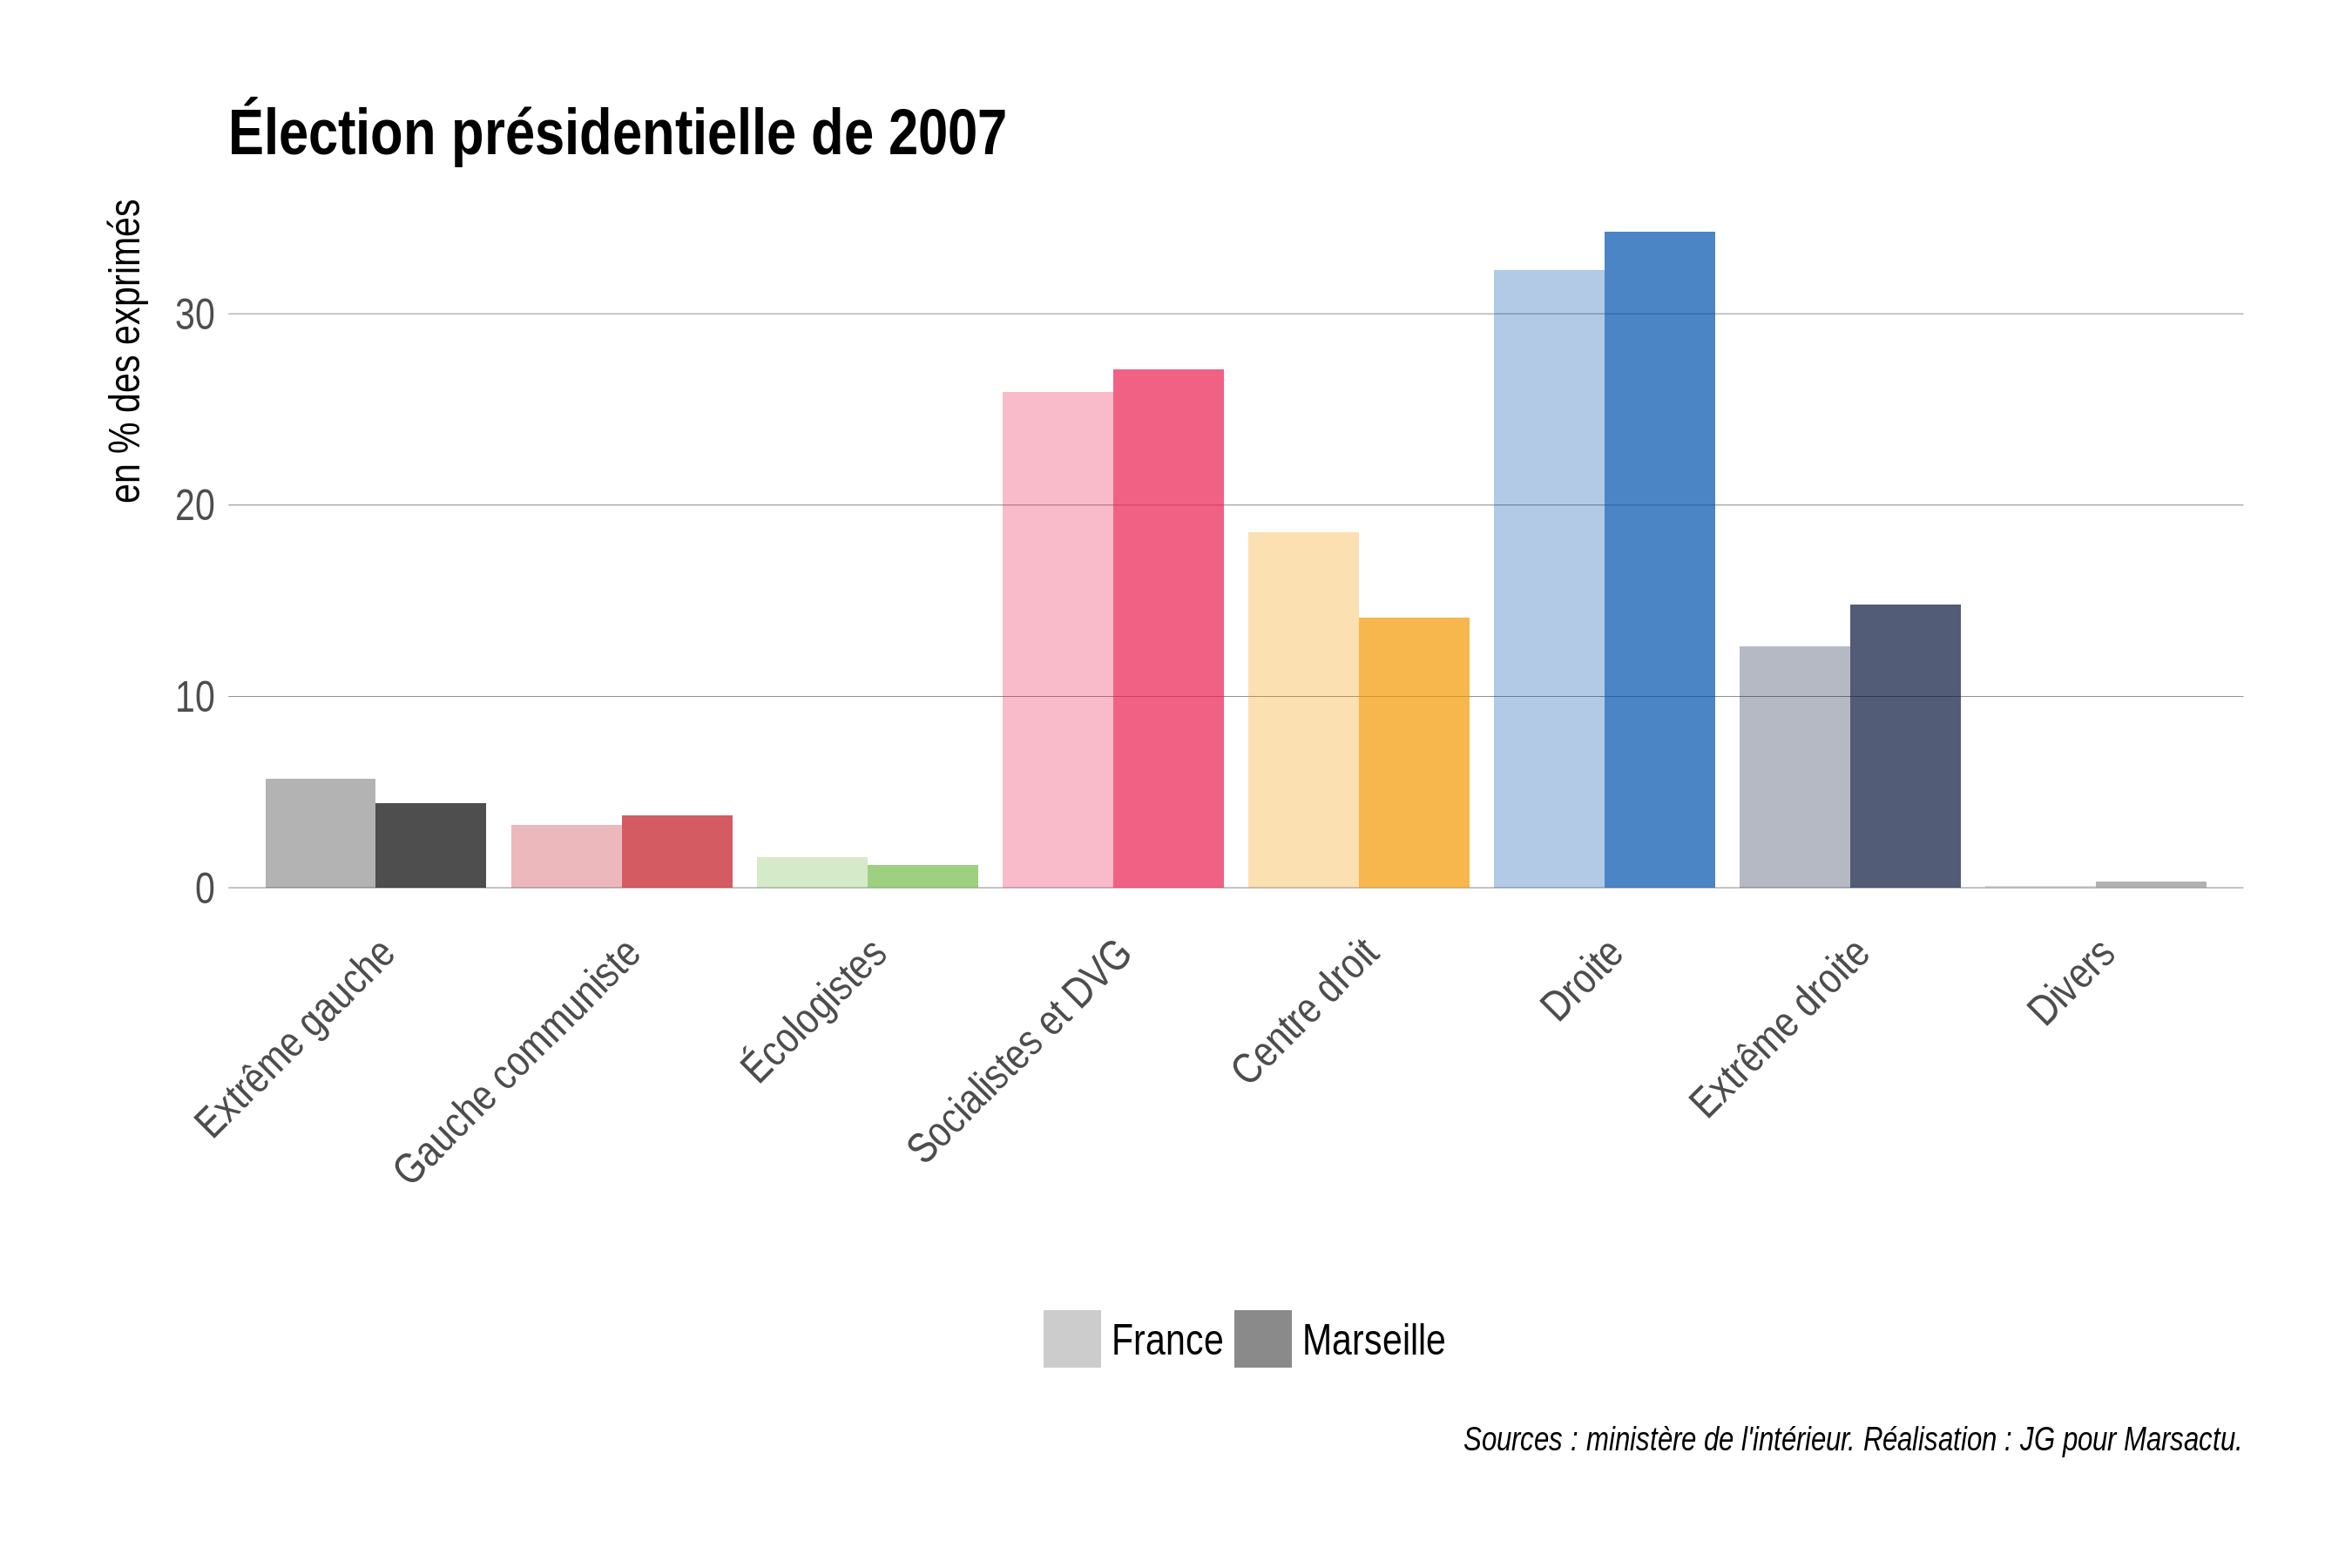 Élection présidentielle de 2007
en % des exprimés
30
20
10
0
Extrême gauche
Gauche communiste
Écologistes
Socialistes et DVG
Centre droit
Droite
Extrême droite
Divers
France
Marseille
Sources : ministère de l'intérieur. Réalisation : JG pour Marsactu.